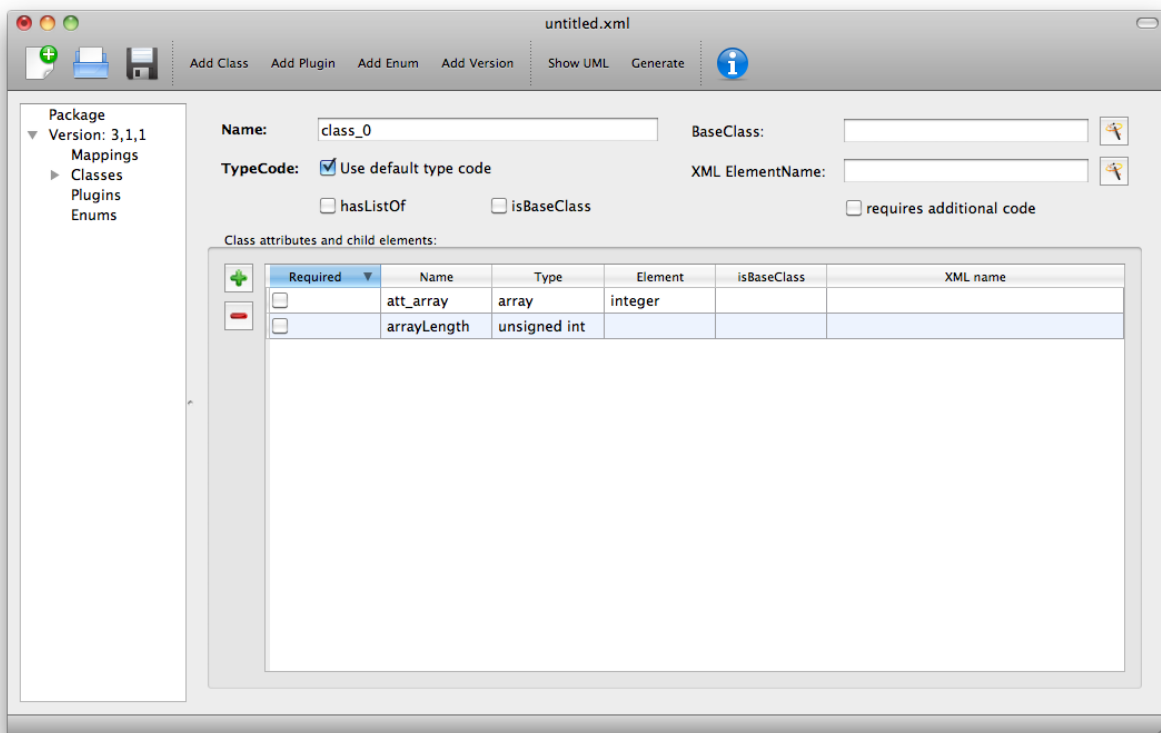 untitled.xml
Add Class Add Plugin Add Enum Add Version Show UML Generate
Package
Version: 3,1,1
Mappings
Classes
Plugins
Enums
Name: class_0 BaseClass:
TypeCode: Use default type code XML ElementName:
hasListOf isBaseClass requires additional code
Class attributes and child elements:
Required Name Type Element isBaseClass XML name
att_array array integer
arrayLength unsigned int